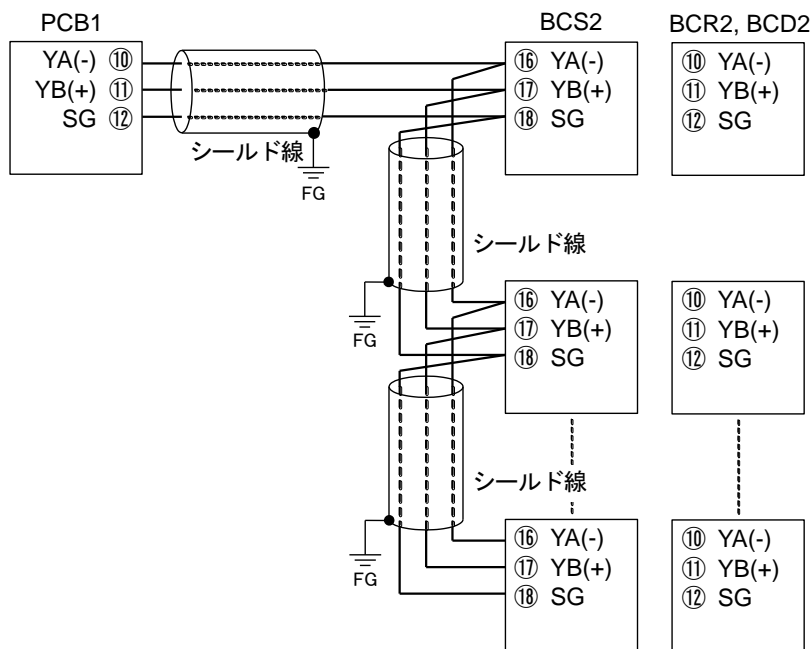 PCB1
BCS2
BCR2, BCD2
YA(-) ⑩
YB(+) ⑪
SG ⑫
⑯ YA(-)
⑰ YB(+)
⑱ SG
⑩ YA(-)
⑪ YB(+)
⑫ SG
シールド線
FG
シールド線
FG
⑯ YA(-)
⑰ YB(+)
⑱ SG
⑩ YA(-)
⑪ YB(+)
⑫ SG
シールド線
FG
⑯ YA(-)
⑰ YB(+)
⑱ SG
⑩ YA(-)
⑪ YB(+)
⑫ SG